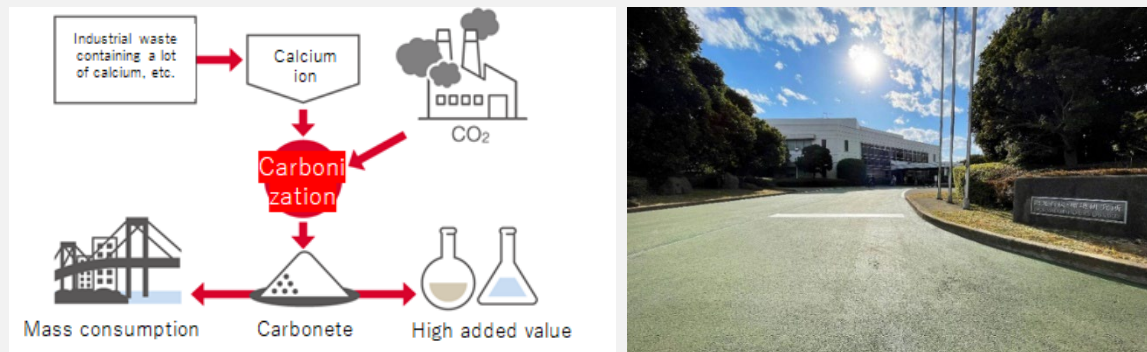 Industrial waste
containing a lot
of calcium, etc.
Calcium
ion
CO₂
Carboni
zation
Mass consumption
Carbonete
High added value